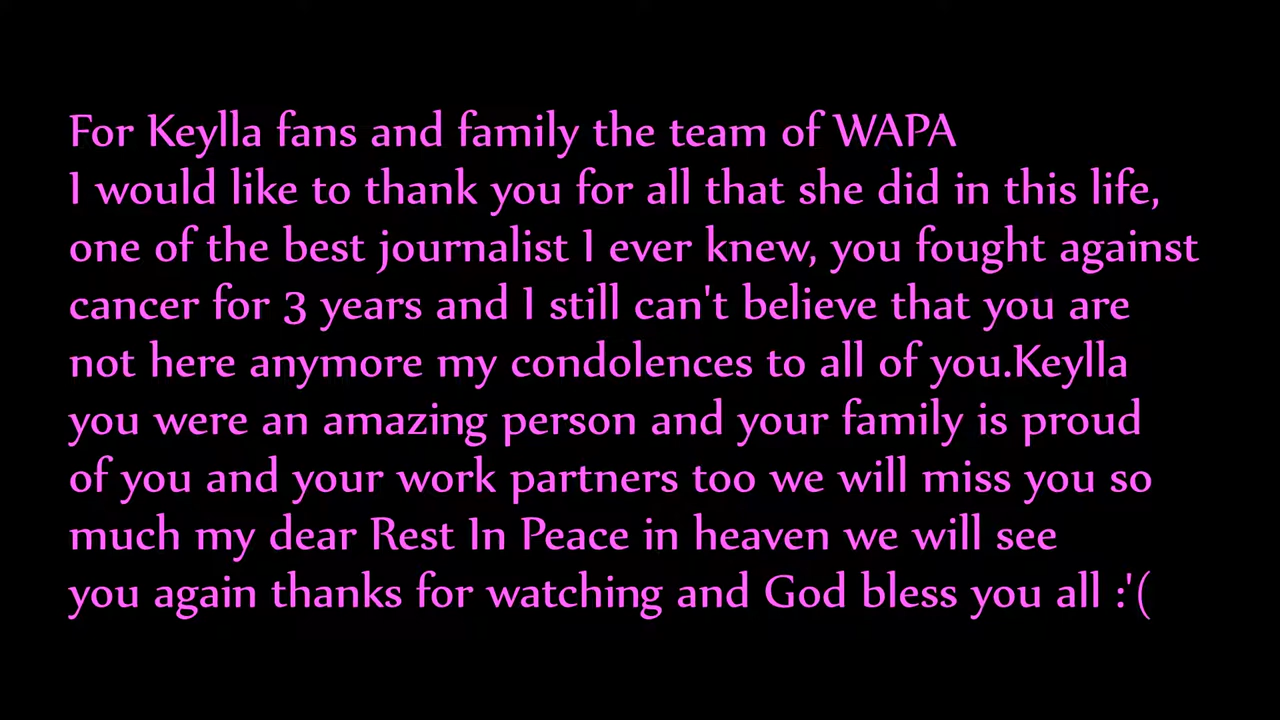 For Keylla fans and family the team of WAPA
I would like to thank you for all that she did in this life,
one of the best journalist I ever knew, you fought against
cancer for 3 years and I still can't believe that you are
not here anymore my condolences to all of you.Keylla
you were an amazing person and your family is proud
of you and your work partners too we will miss you so
much my dear Rest In Peace in heaven we will see
you again thanks for watching and God bless you all :'(